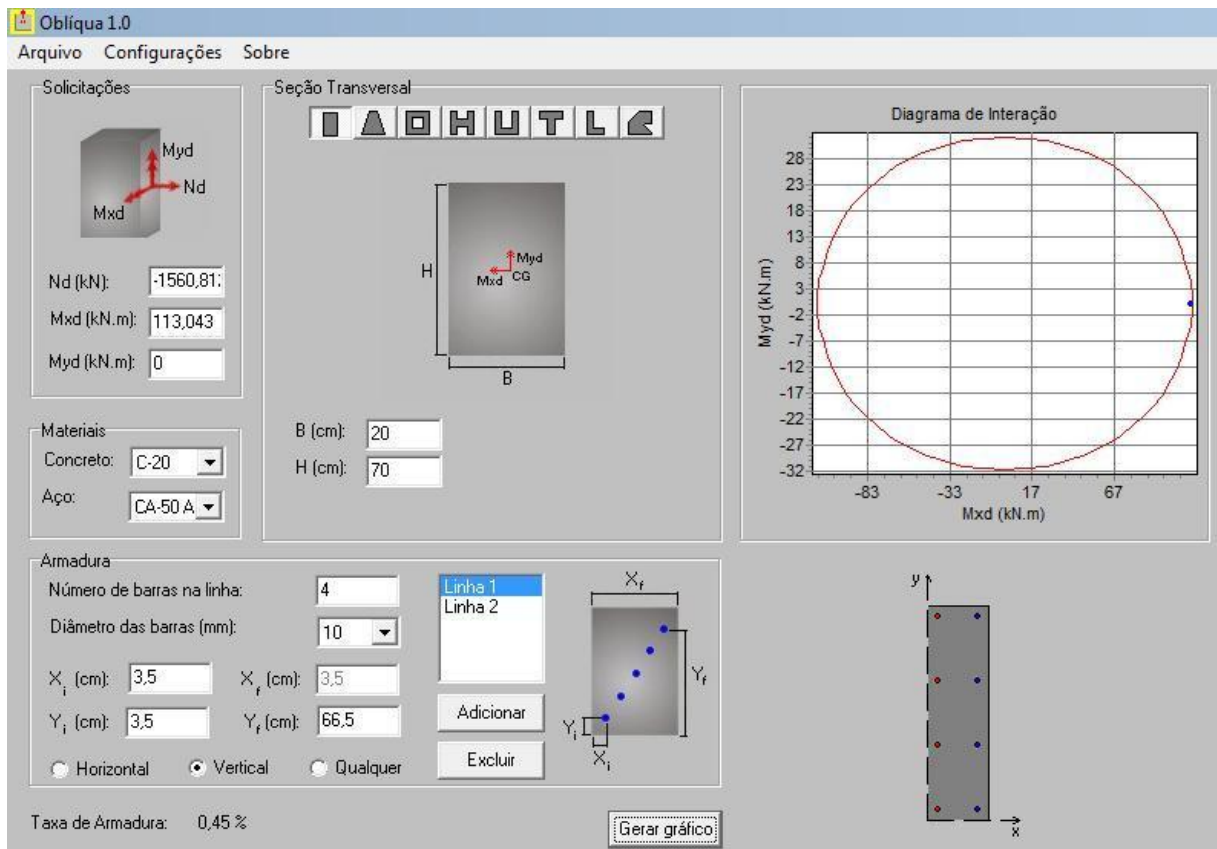 Oblíqua 1.0
Arquivo Configurações Sobre
Solicitações
Myd
Nd
Mxd
Nd (kN): -1560,81
Mxd (kN.m): 113,043
Myd (kN.m): 0
Materiais
Concreto: C-20
Aço: CA-50 A
Seção Transversal
H
Myd
Mxd CG
B
B (cm): 20
H (cm): 70
Diagrama de Interação
Myd (kN.m)
28
23
18
13
8
3
-2
-7
-12
-17
-22
-27
-32
-83 -33 17 67
Mxd (kN.m)
Armadura
Número de barras na linha: 4
Diâmetro das barras (mm): 10
Xi (cm): 3,5 Xf (cm): 3,5
Yi (cm): 3,5 Yf (cm): 66,5
Horizontal Vertical Qualquer
Linha 1
Linha 2
Adicionar
Excluir
Xf
Yf
Yi
Xi
Taxa de Armadura: 0,45 %
Gerar gráfico
y
x